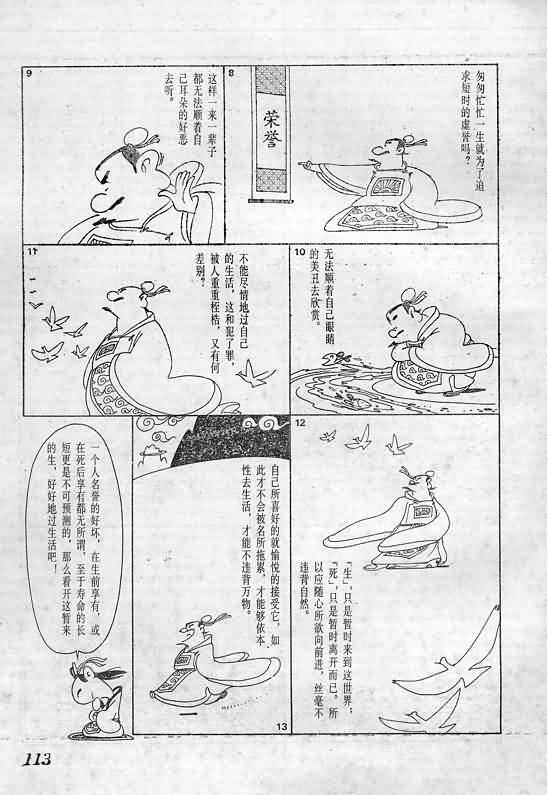 8
匆匆忙忙一生就为了追
求短时的虚誉吗？
荣誉
9
这样一来一辈子
都无法顺着自
己耳朵的好恶
去听。
10
无法顺着自己眼睛
的美丑去欣赏。
11
不能尽情地过自己
的生活，这和犯了罪，
被人重重桎梏，又有何
差别？
12
“生”，只是暂时来到这世界；
“死”，只是暂时离开而已。所
以应随心所欲向前进，丝毫不
违背自然。
13
自己所喜好的就愉悦的接受它，如
此才不会被名所拖累，才能够依本
性去生活，才能不违背万物。
一个人名誉的好坏，在生前享有，或
在死后享有都无所谓，至于寿命的长
短更是不可预测的，那么看开这暂来
的生，好好地过生活吧！
113